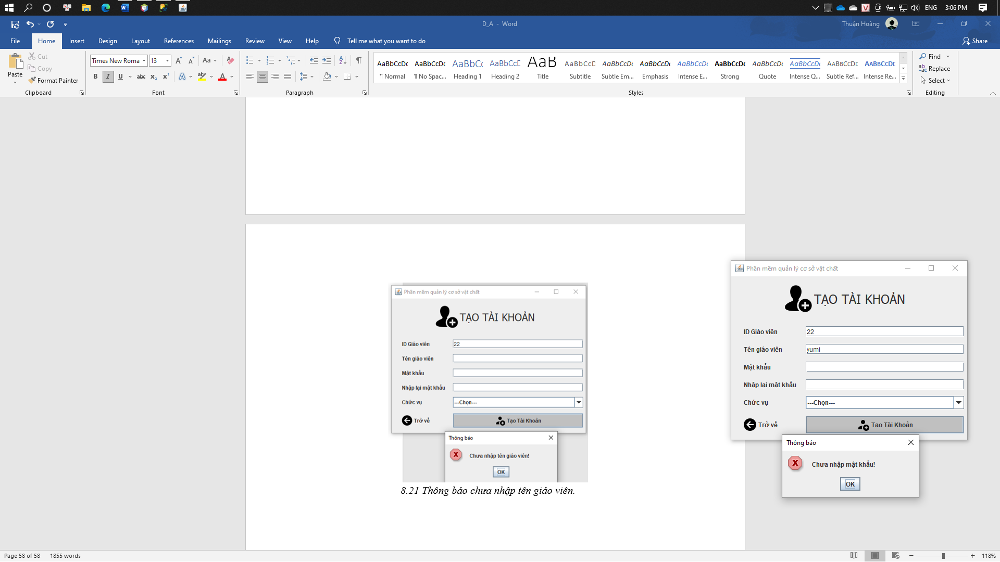 ENG 3:06 PM
D_A - Word
Thuận Hoàng
File Home Insert Design Layout References Mailings Review View Help Tell me what you want to do Share
Paste
Cut
Copy
Format Painter
Clipboard
Times New Roma 13
Font
Paragraph
AaBbCcDc AaBbCcDc AaBbCc AaBbCcD AaB AaBbCcD AaBbCcDc AaBbCcDc AaBbCcDc AaBbCcDc AaBbCcDc AaBbCcDc AABBCCDD AABBCCDD
¶ Normal ¶ No Spac... Heading 1 Heading 2 Title Subtitle Subtle Em... Emphasis Intense E... Strong Quote Intense Q... Subtle Ref... Intense Re...
Styles
Find
Replace
Select
Editing
Phần mềm quản lý cơ sở vật chất
TẠO TÀI KHOẢN
ID Giáo viên 22
Tên giáo viên
Mật khẩu
Nhập lại mật khẩu
Chức vụ ---Chọn---
Trở về Tạo Tài Khoản
Thông báo
Chưa nhập tên giáo viên!
OK
8.21 Thông báo chưa nhập tên giáo viên.
Phần mềm quản lý cơ sở vật chất
TẠO TÀI KHOẢN
ID Giáo viên 22
Tên giáo viên yumi
Mật khẩu
Nhập lại mật khẩu
Chức vụ ---Chọn---
Trở về Tạo Tài Khoản
Thông báo
Chưa nhập mật khẩu!
OK
Page 58 of 58 1855 words
118%